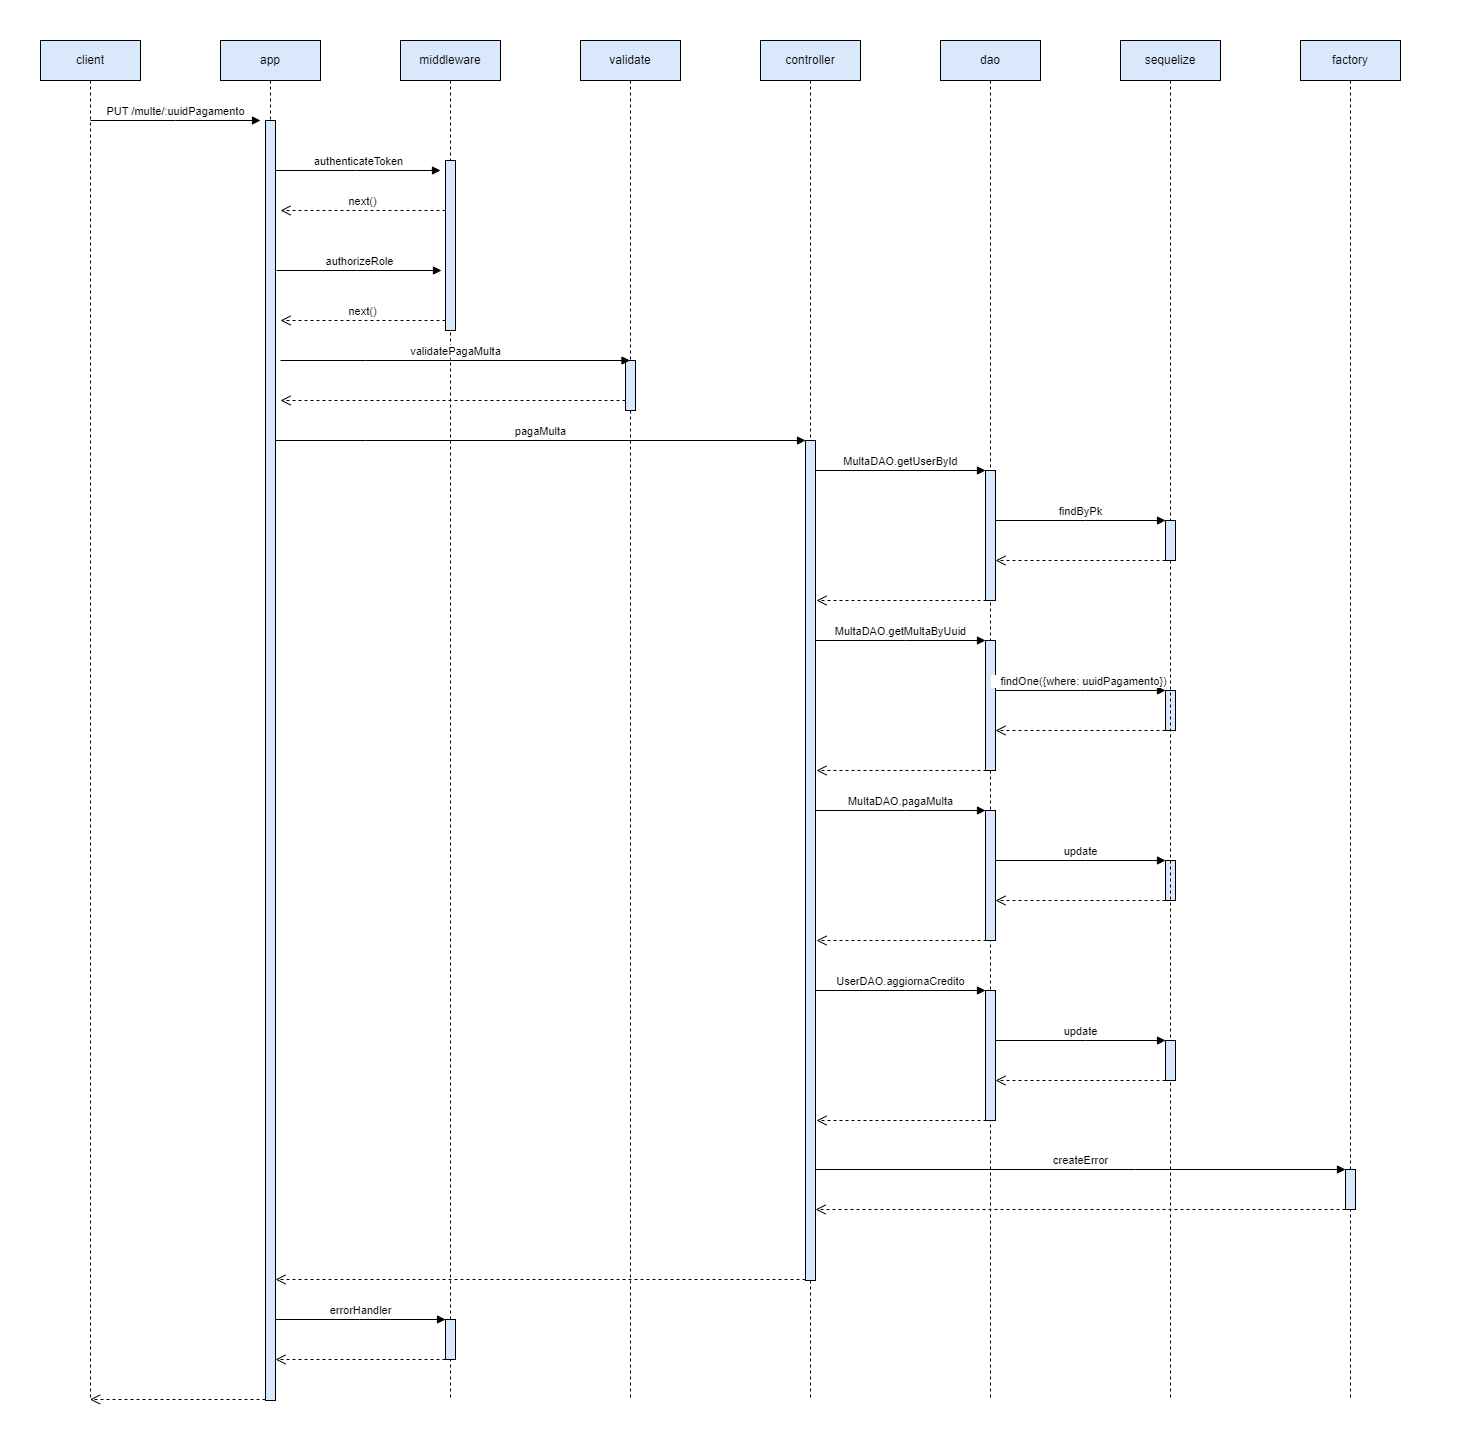 client
app
middleware
validate
controller
dao
sequelize
factory
PUT /multe/:uuidPagamento
authenticateToken
next()
authorizeRole
next()
validatePagaMulta
pagaMulta
MultaDAO.getUserById
findByPk
MultaDAO.getMultaByUuid
findOne({where: uuidPagamento})
MultaDAO.pagaMulta
update
UserDAO.aggiornaCredito
update
createError
errorHandler